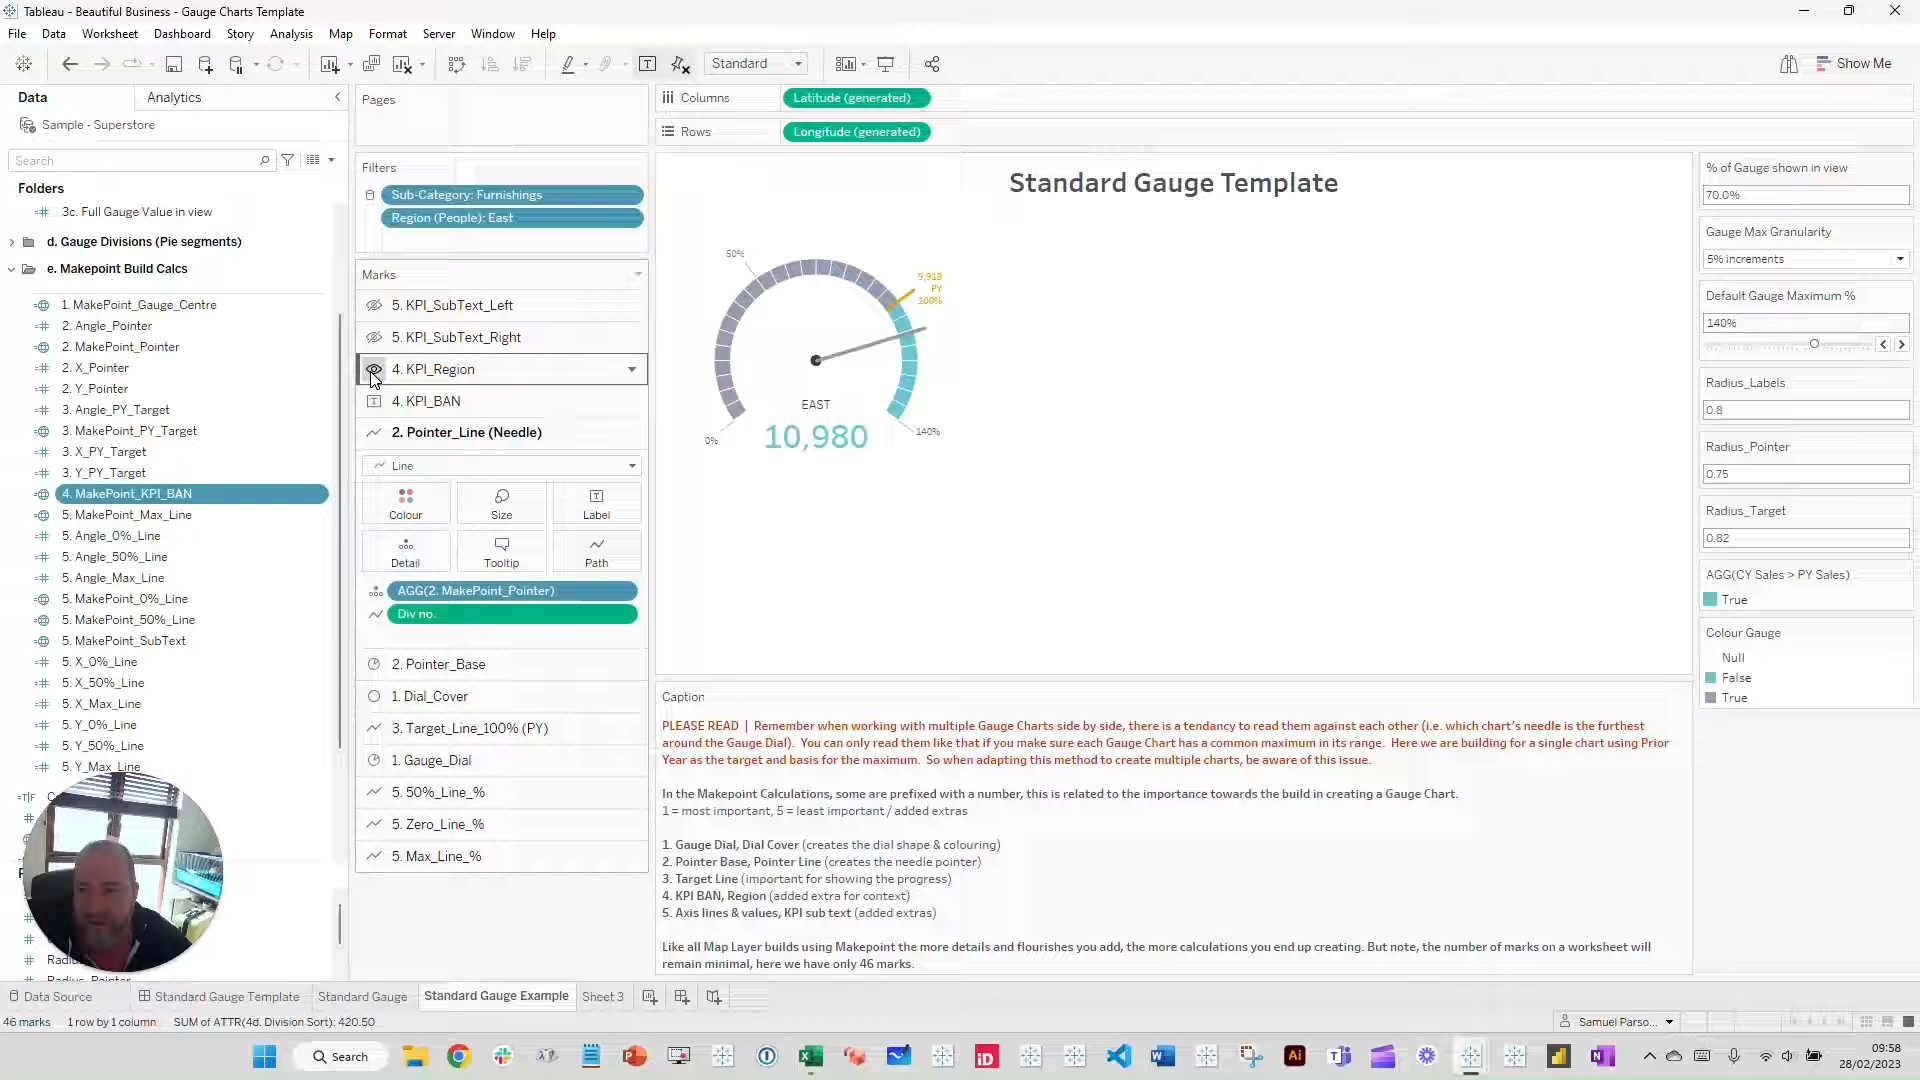 Tableau - Beautiful Business - Gauge Charts Template
File Data Worksheet Dashboard Story Analysis Map Format Server Window Help
Standard
Show Me
Data Analytics
Sample - Superstore
Search
Folders
3c. Full Gauge Value in view
d. Gauge Divisions (Pie segments)
e. Makepoint Build Calcs
1. MakePoint_Gauge_Centre
2. Angle_Pointer
2. MakePoint_Pointer
2. X_Pointer
2. Y_Pointer
3. Angle_PY_Target
3. MakePoint_PY_Target
3. X_PY_Target
3. Y_PY_Target
4. MakePoint_KPI_BAN
5. MakePoint_Max_Line
5. Angle_0%_Line
5. Angle_50%_Line
5. Angle_Max_Line
5. MakePoint_0%_Line
5. MakePoint_50%_Line
5. MakePoint_SubText
5. X_0%_Line
5. X_50%_Line
5. X_Max_Line
5. Y_0%_Line
5. Y_50%_Line
5. Y_Max_Line
Pages
Filters
Sub-Category: Furnishings
Region (People): East
Marks
5. KPI_SubText_Left
5. KPI_SubText_Right
4. KPI_Region
4. KPI_BAN
2. Pointer_Line (Needle)
Line
Colour Size Label
Detail Tooltip Path
AGG(2. MakePoint_Pointer)
Div no.
2. Pointer_Base
1. Dial_Cover
3. Target_Line_100% (PY)
1. Gauge_Dial
5. 50%_Line_%
5. Zero_Line_%
5. Max_Line_%
Columns Latitude (generated)
Rows Longitude (generated)
Standard Gauge Template
50%
9,918
PY
100%
EAST
10,980
0%
140%
Caption
PLEASE READ | Remember when working with multiple Gauge Charts side by side, there is a tendency to read them against each other (i.e. which chart's needle is the furthest
around the Gauge Dial). You can only read them like that if you make sure each Gauge Chart has a common maximum in its range. Here we are building for a single chart using Prior
Year as the target and basis for the maximum. So when adapting this method to create multiple charts, be aware of this issue.
In the Makepoint Calculations, some are prefixed with a number, this is related to the importance towards the build in creating a Gauge Chart.
1 = most important, 5 = least important / added extras
1. Gauge Dial, Dial Cover (creates the dial shape & colouring)
2. Pointer Base, Pointer Line (creates the needle pointer)
3. Target Line (important for showing the progress)
4. KPI BAN, Region (added extra for context)
5. Axis lines & values, KPI sub text (added extras)
Like all Map Layer builds using Makepoint the more details and flourishes you add, the more calculations you end up creating. But note, the number of marks on a worksheet will
remain minimal, here we have only 46 marks.
% of Gauge shown in view
70.0%
Gauge Max Granularity
5% increments
Default Gauge Maximum %
140%
Radius_Labels
0.8
Radius_Pointer
0.75
Radius_Target
0.82
AGG(CY Sales > PY Sales)
True
Colour Gauge
Null
False
True
Data Source Standard Gauge Template Standard Gauge Standard Gauge Example Sheet 3
46 marks 1 row by 1 column SUM of ATTR(4d. Division Sort): 420.50
Samuel Parso...
Search
09:58
28/02/2023